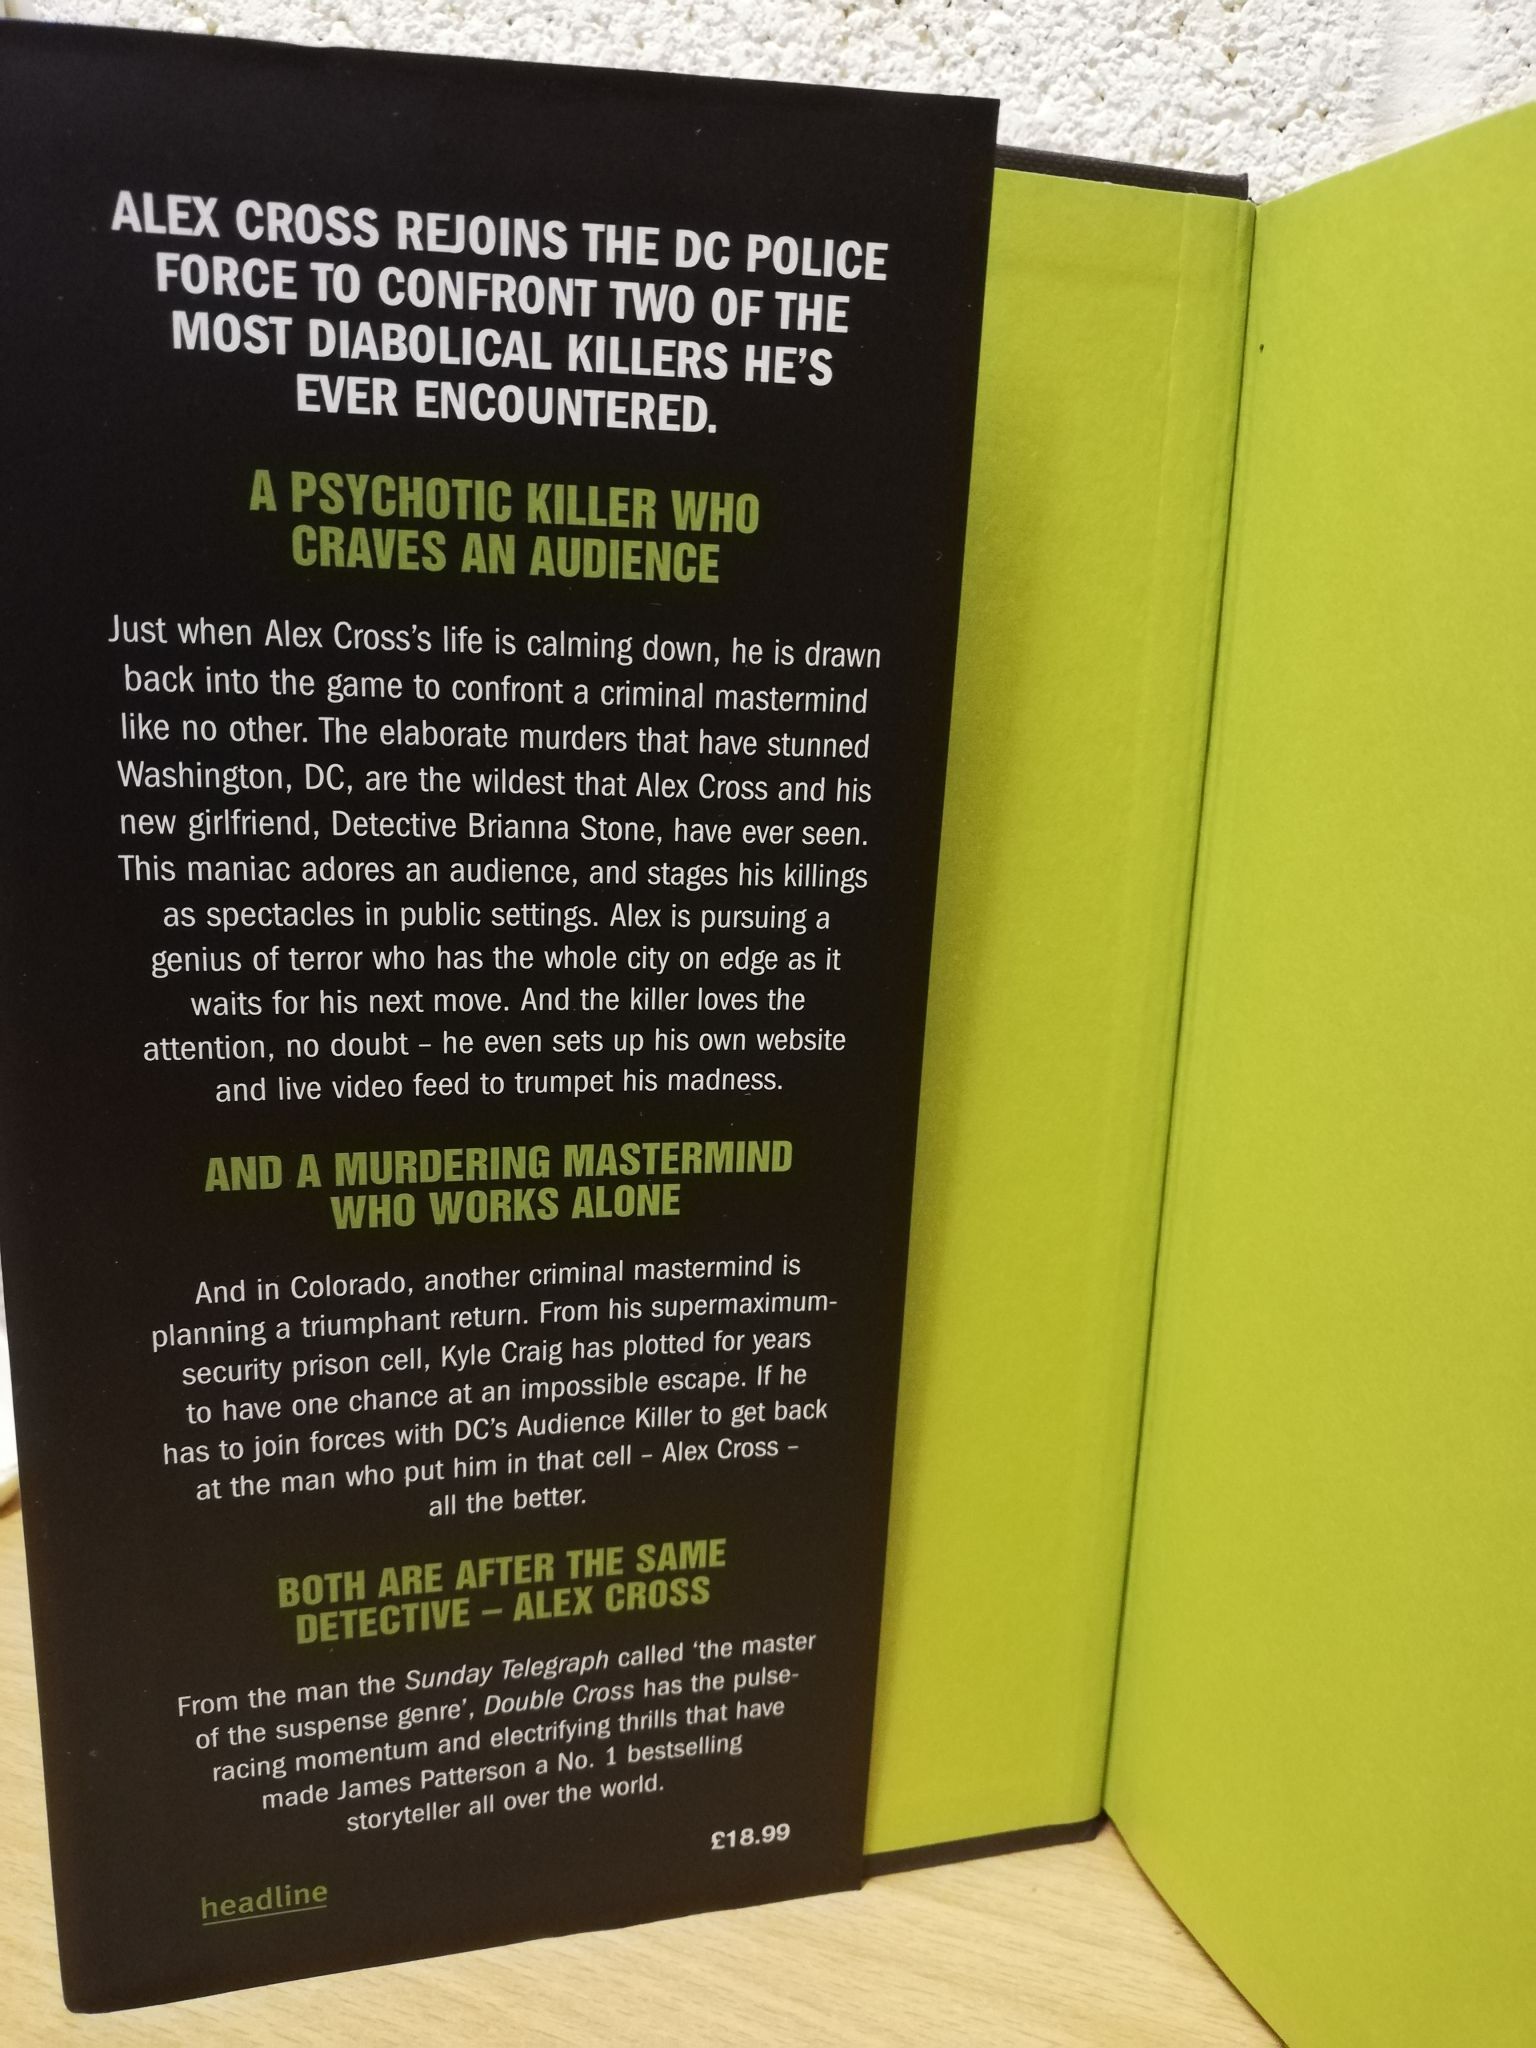 ALEX CROSS REJOINS THE DC POLICE
FORCE TO CONFRONT TWO OF THE
MOST DIABOLICAL KILLERS HE'S
EVER ENCOUNTERED.
A PSYCHOTIC KILLER WHO
CRAVES AN AUDIENCE
Just when Alex Cross's life is calming down, he is drawn
back into the game to confront a criminal mastermind
like no other. The elaborate murders that have stunned
Washington, DC, are the wildest that Alex Cross and his
new girlfriend, Detective Brianna Stone, have ever seen.
This maniac adores an audience, and stages his killings
as spectacles in public settings. Alex is pursuing a
genius of terror who has the whole city on edge as it
waits for his next move. And the killer loves the
attention, no doubt – he even sets up his own website
and live video feed to trumpet his madness.
AND A MURDERING MASTERMIND
WHO WORKS ALONE
And in Colorado, another criminal mastermind is
planning a triumphant return. From his supermaximum-
security prison cell, Kyle Craig has plotted for years
to have one chance at an impossible escape. If he
has to join forces with DC's Audience Killer to get back
at the man who put him in that cell – Alex Cross –
all the better.
BOTH ARE AFTER THE SAME
DETECTIVE – ALEX CROSS
From the man the Sunday Telegraph called 'the master
of the suspense genre', Double Cross has the pulse-
racing momentum and electrifying thrills that have
made James Patterson a No. 1 bestselling
storyteller all over the world.
£18.99
headline